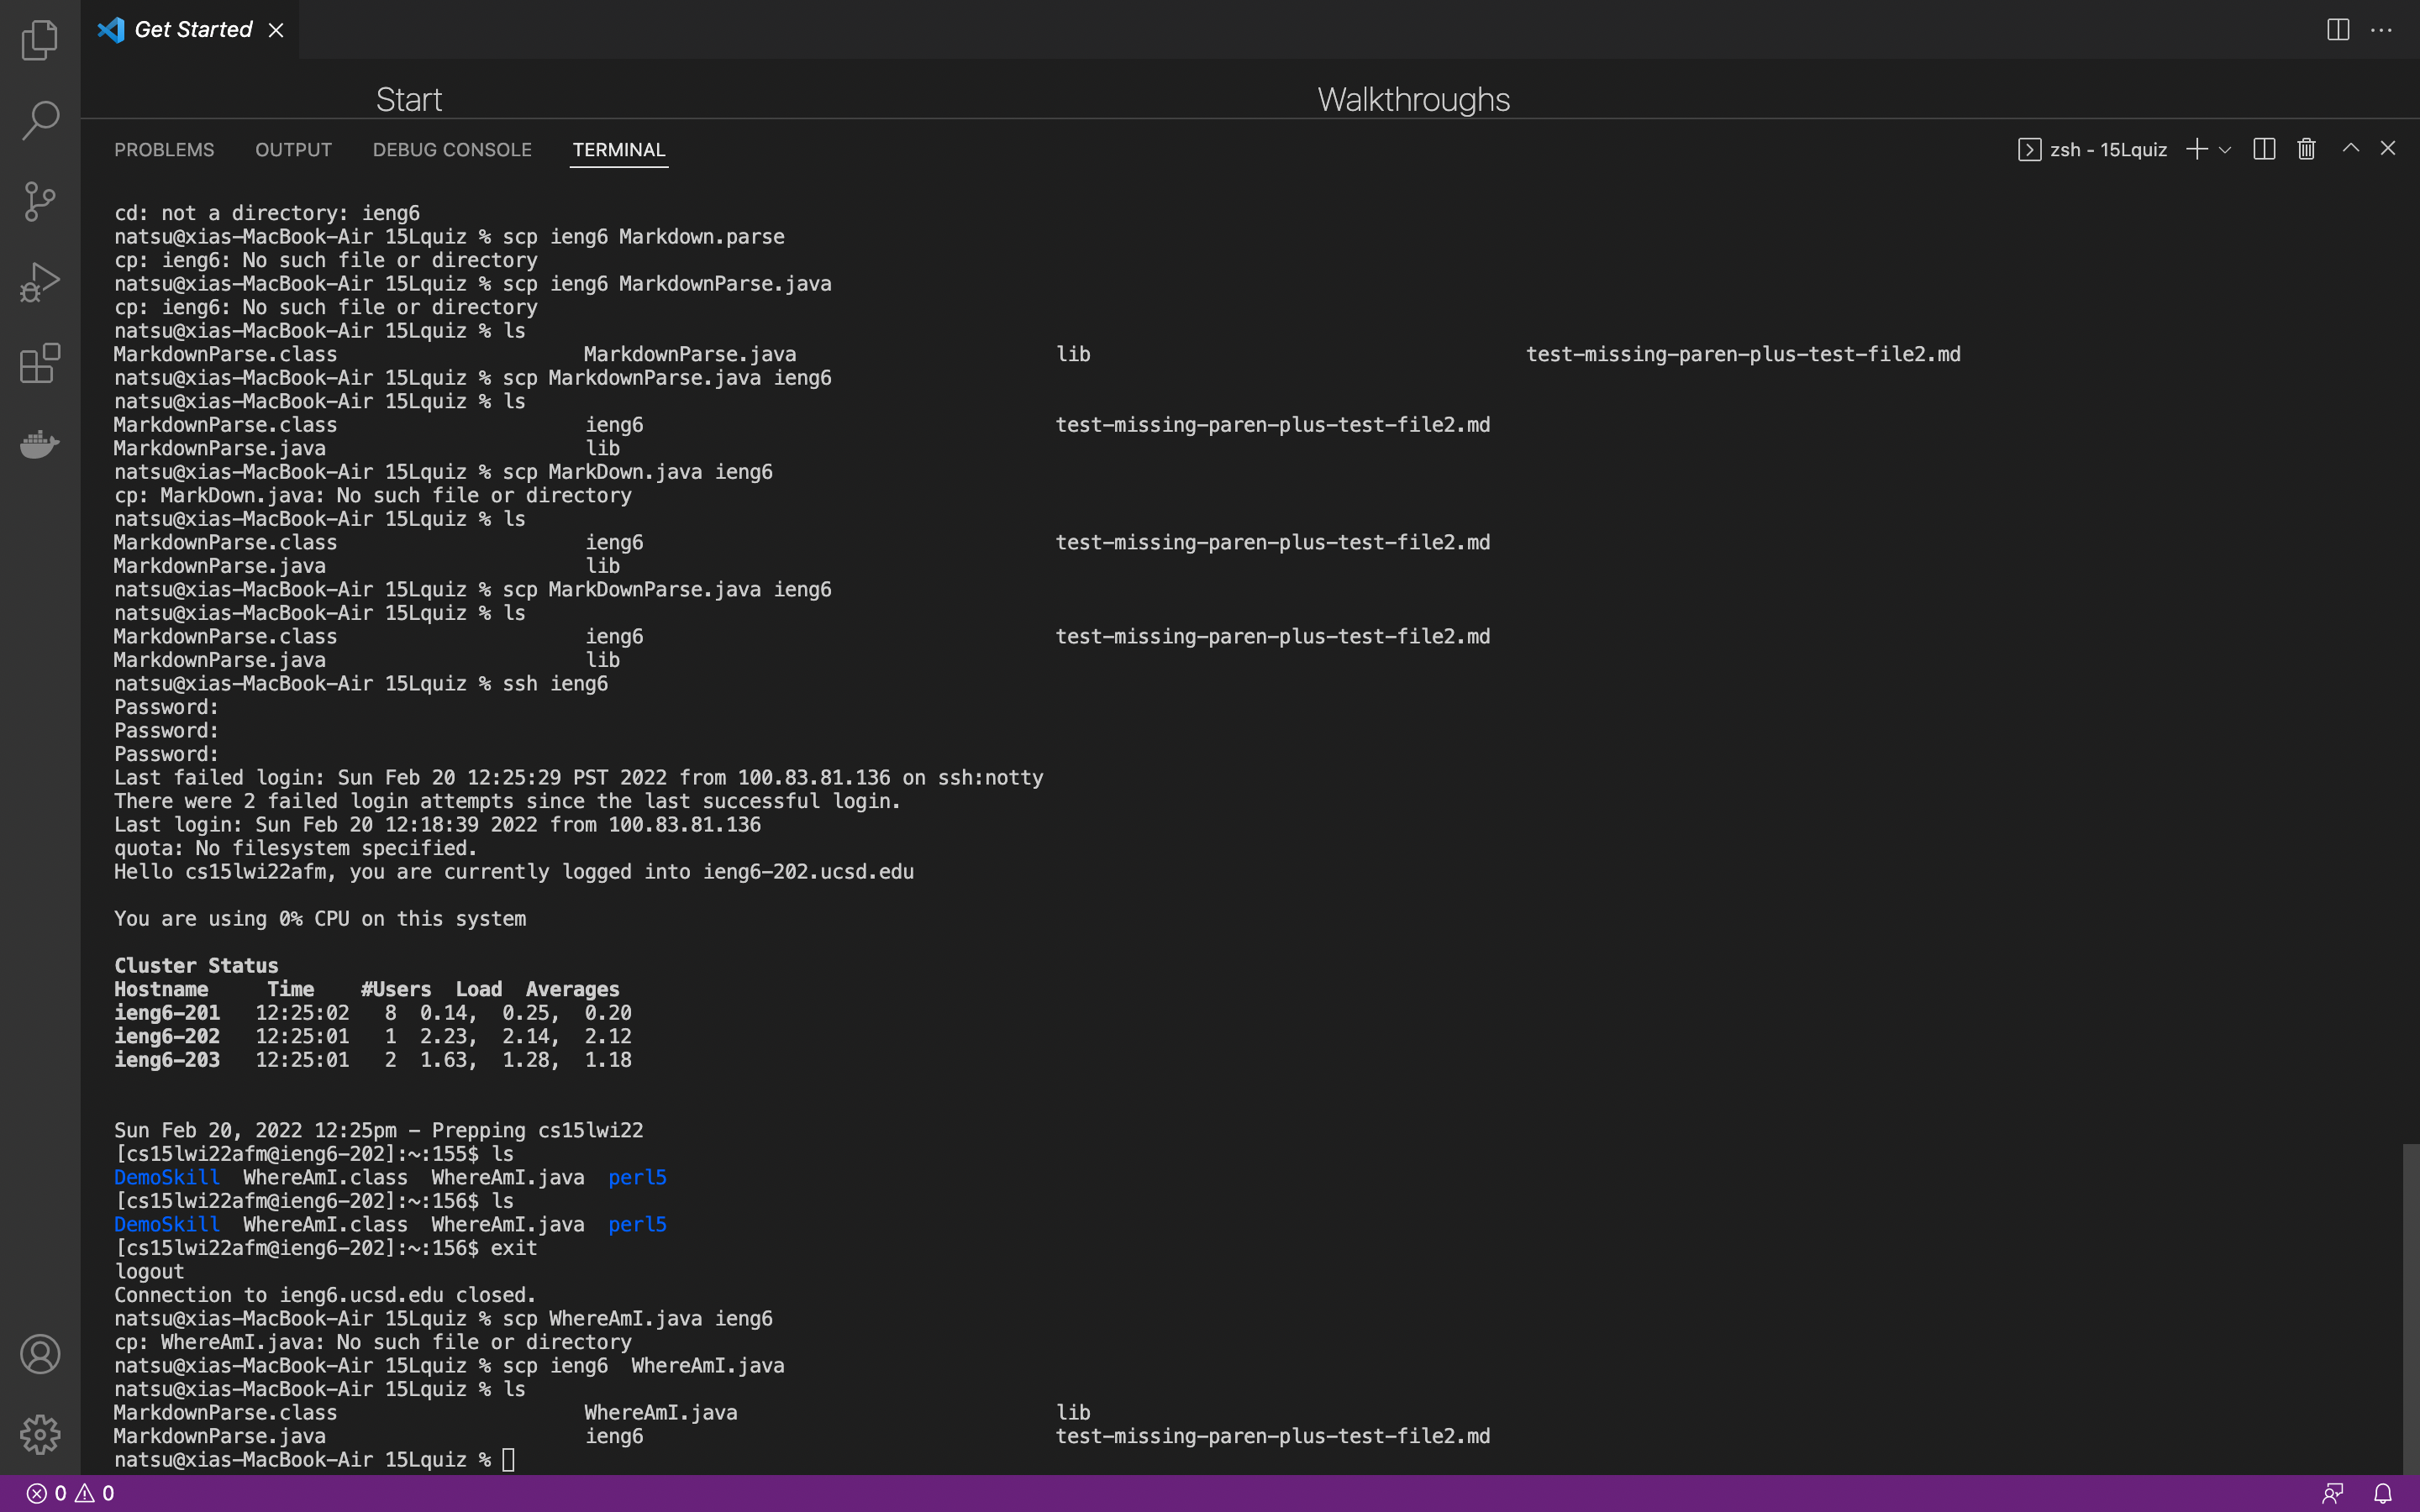 Get Started
Start Walkthroughs
PROBLEMS OUTPUT DEBUG CONSOLE TERMINAL zsh - 15Lquiz
cd: not a directory: ieng6
natsu@xias-MacBook-Air 15Lquiz % scp ieng6 Markdown.parse
cp: ieng6: No such file or directory
natsu@xias-MacBook-Air 15Lquiz % scp ieng6 MarkdownParse.java
cp: ieng6: No such file or directory
natsu@xias-MacBook-Air 15Lquiz % ls
MarkdownParse.class MarkdownParse.java lib test-missing-paren-plus-test-file2.md
natsu@xias-MacBook-Air 15Lquiz % scp MarkdownParse.java ieng6
natsu@xias-MacBook-Air 15Lquiz % ls
MarkdownParse.class ieng6 test-missing-paren-plus-test-file2.md
MarkdownParse.java lib
natsu@xias-MacBook-Air 15Lquiz % scp MarkDown.java ieng6
cp: MarkDown.java: No such file or directory
natsu@xias-MacBook-Air 15Lquiz % ls
MarkdownParse.class ieng6 test-missing-paren-plus-test-file2.md
MarkdownParse.java lib
natsu@xias-MacBook-Air 15Lquiz % scp MarkDownParse.java ieng6
natsu@xias-MacBook-Air 15Lquiz % ls
MarkdownParse.class ieng6 test-missing-paren-plus-test-file2.md
MarkdownParse.java lib
natsu@xias-MacBook-Air 15Lquiz % ssh ieng6
Password:
Password:
Password:
Last failed login: Sun Feb 20 12:25:29 PST 2022 from 100.83.81.136 on ssh:notty
There were 2 failed login attempts since the last successful login.
Last login: Sun Feb 20 12:18:39 2022 from 100.83.81.136
quota: No filesystem specified.
Hello cs15lwi22afm, you are currently logged into ieng6-202.ucsd.edu
You are using 0% CPU on this system
Cluster Status
Hostname Time #Users Load Averages
ieng6-201 12:25:02 8 0.14, 0.25, 0.20
ieng6-202 12:25:01 1 2.23, 2.14, 2.12
ieng6-203 12:25:01 2 1.63, 1.28, 1.18
Sun Feb 20, 2022 12:25pm - Prepping cs15lwi22
[cs15lwi22afm@ieng6-202]:~:155$ ls
DemoSkill WhereAmI.class WhereAmI.java perl5
[cs15lwi22afm@ieng6-202]:~:156$ ls
DemoSkill WhereAmI.class WhereAmI.java perl5
[cs15lwi22afm@ieng6-202]:~:156$ exit
logout
Connection to ieng6.ucsd.edu closed.
natsu@xias-MacBook-Air 15Lquiz % scp WhereAmI.java ieng6
cp: WhereAmI.java: No such file or directory
natsu@xias-MacBook-Air 15Lquiz % scp ieng6  WhereAmI.java
natsu@xias-MacBook-Air 15Lquiz % ls
MarkdownParse.class WhereAmI.java lib
MarkdownParse.java ieng6 test-missing-paren-plus-test-file2.md
natsu@xias-MacBook-Air 15Lquiz %
0 0